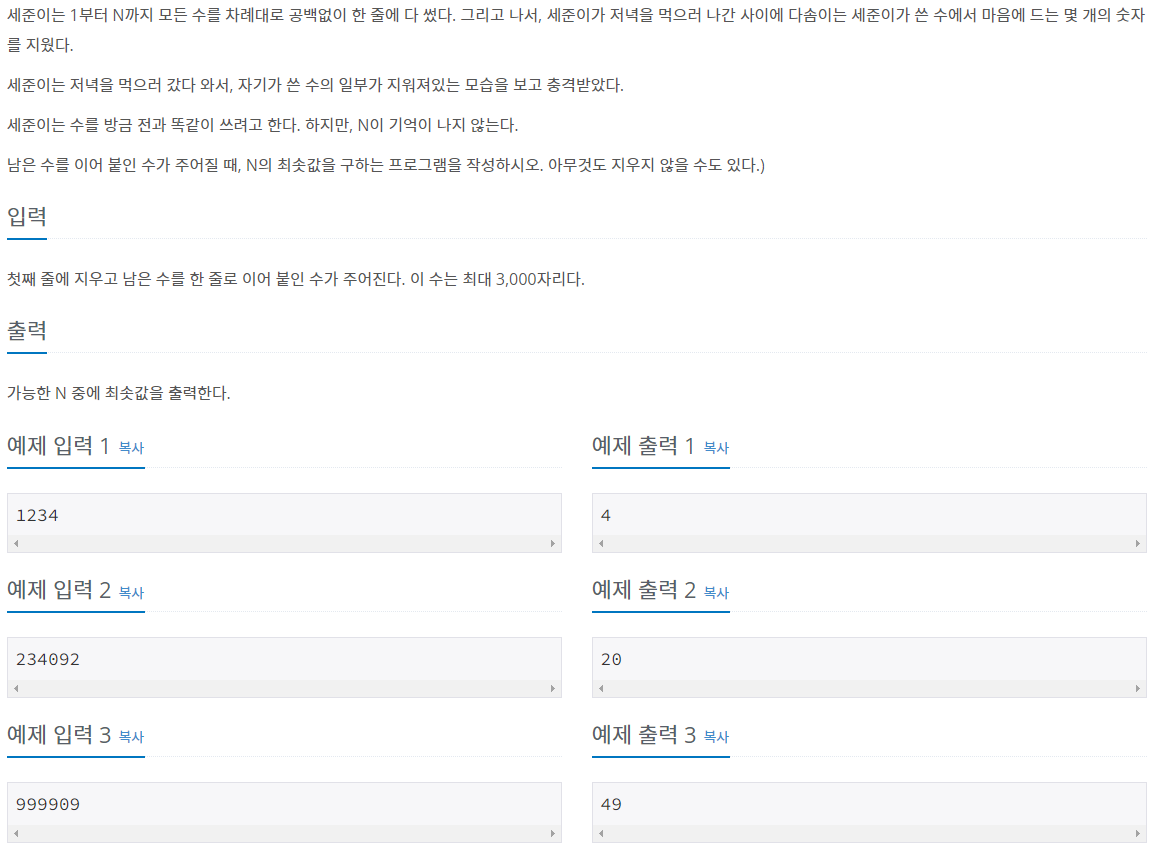 세준이는 1부터 N까지 모든 수를 차례대로 공백없이 한 줄에 다 썼다. 그리고 나서, 세준이가 저녁을 먹으러 나간 사이에 다솜이는 세준이가 쓴 수에서 마음에 드는 몇 개의 숫자
를 지웠다.
세준이는 저녁을 먹으러 갔다 와서, 자기가 쓴 수의 일부가 지워져있는 모습을 보고 충격받았다.
세준이는 수를 방금 전과 똑같이 쓰려고 한다. 하지만, N이 기억이 나지 않는다.
남은 수를 이어 붙인 수가 주어질 때, N의 최솟값을 구하는 프로그램을 작성하시오. 아무것도 지우지 않을 수도 있다.)
입력
첫째 줄에 지우고 남은 수를 한 줄로 이어 붙인 수가 주어진다. 이 수는 최대 3,000자리다.
출력
가능한 N 중에 최솟값을 출력한다.
예제 입력 1 복사
예제 출력 1 복사
1234
4
예제 입력 2 복사
예제 출력 2 복사
234092
20
예제 입력 3 복사
예제 출력 3 복사
999909
49